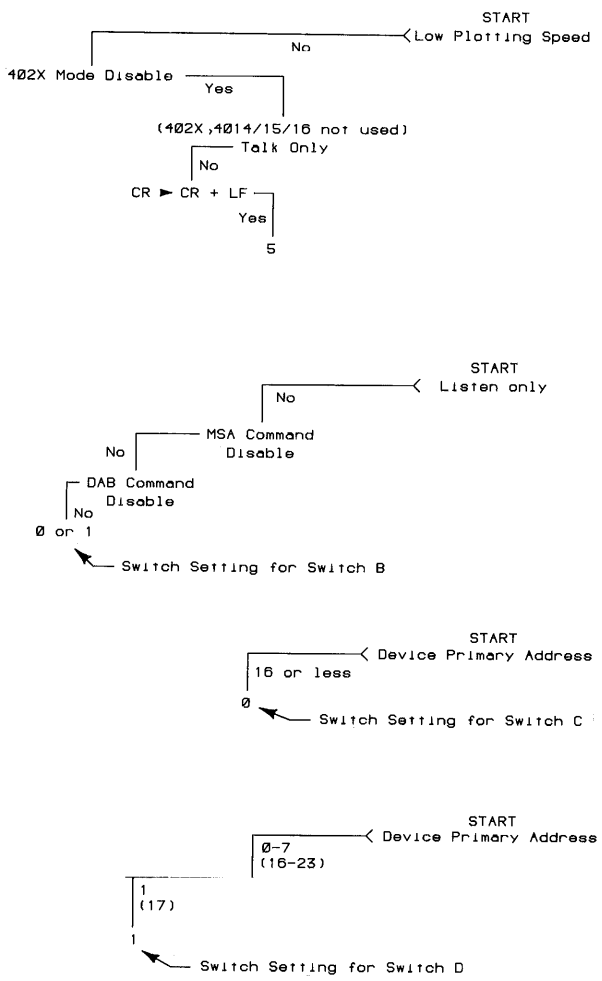 START
Low Plotting Speed
No
402X Mode Disable
Yes
(402X,4014/15/16 not used)
Talk Only
No
CR ► CR + LF
Yes
5
START
Listen only
No
MSA Command
Disable
No
DAB Command
Disable
No
0 or 1
Switch Setting for Switch B
START
Device Primary Address
16 or less
0
Switch Setting for Switch C
START
Device Primary Address
0-7
(16-23)
1
(17)
1
Switch Setting for Switch D